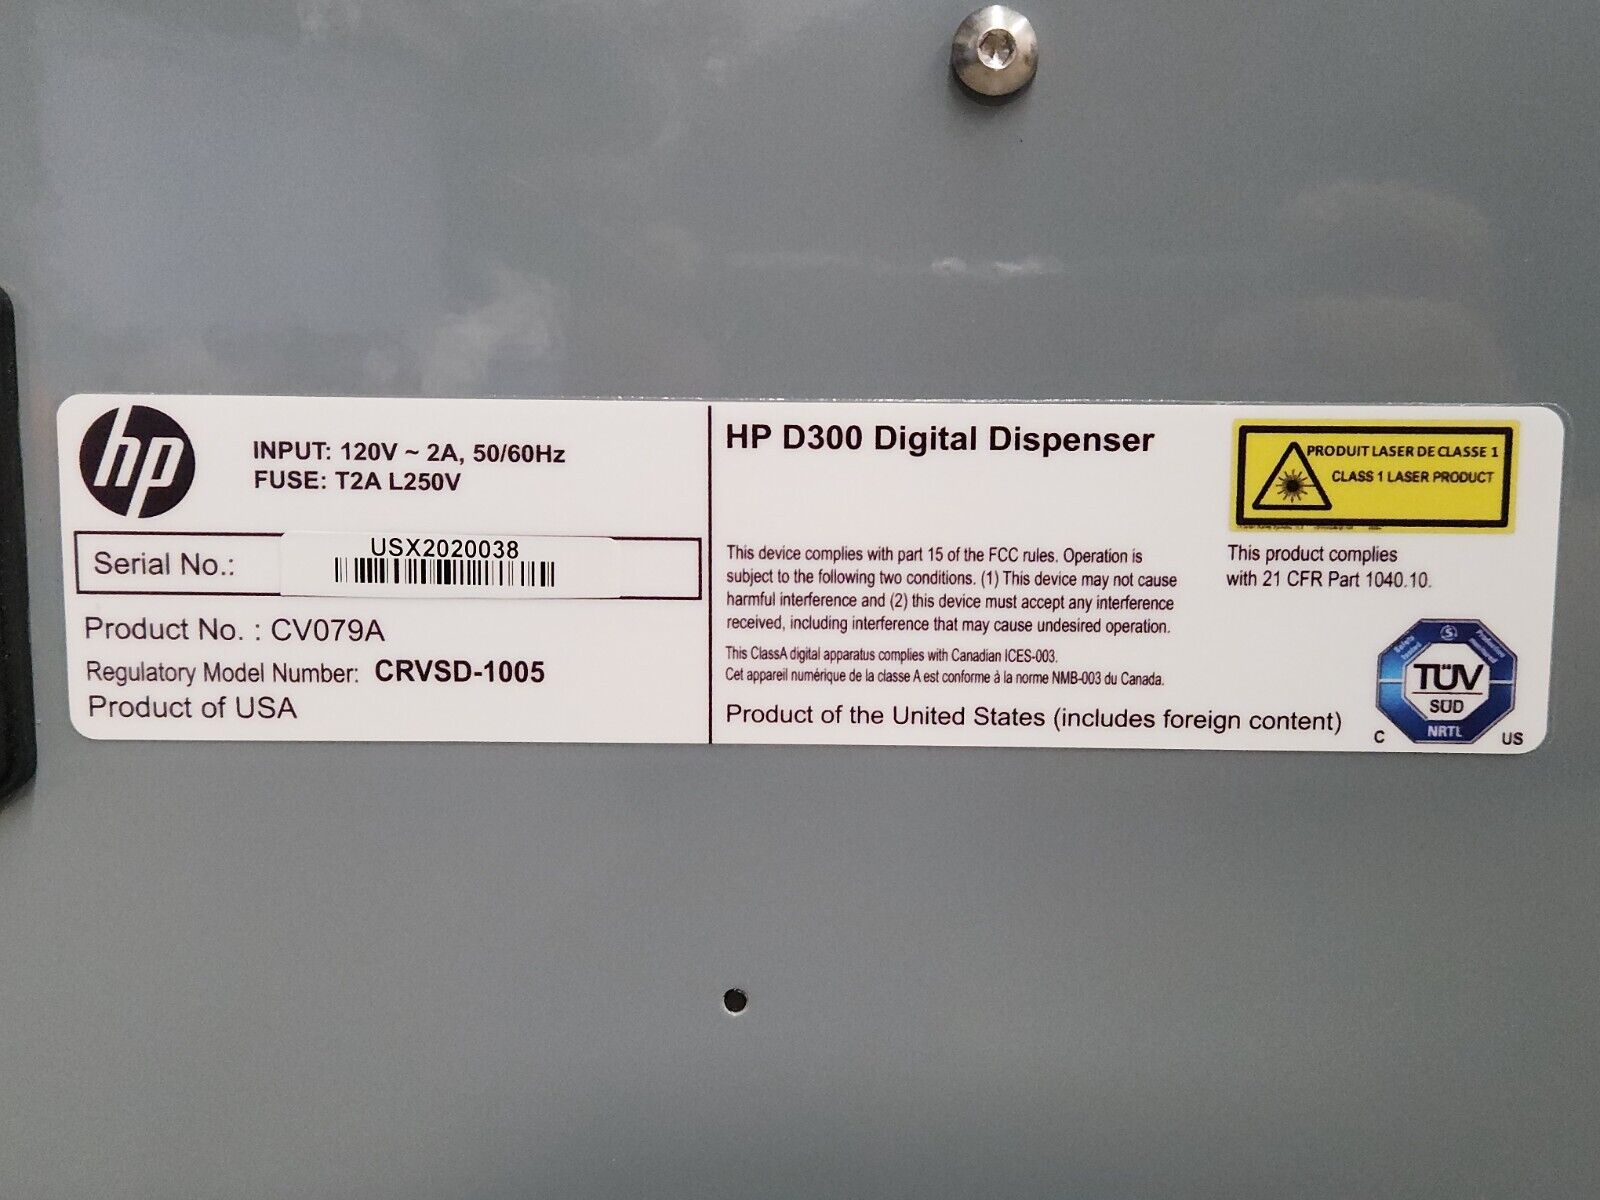 hp
INPUT: 120V ~ 2A, 50/60Hz
FUSE: T2A L250V
Serial No.:
USX2020038
Product No. : CV079A
Regulatory Model Number: CRVSD-1005
Product of USA
HP D300 Digital Dispenser
This device complies with part 15 of the FCC rules. Operation is
subject to the following two conditions. (1) This device may not cause
harmful interference and (2) this device must accept any interference
received, including interference that may cause undesired operation.
This ClassA digital apparatus complies with Canadian ICES-003.
Cet appareil numérique de la classe A est conforme à la norme NMB-003 du Canada.
Product of the United States (includes foreign content)
PRODUIT LASER DE CLASSE 1
CLASS 1 LASER PRODUCT
This product complies
with 21 CFR Part 1040.10.
TÜV
SÜD
NRTL
C US